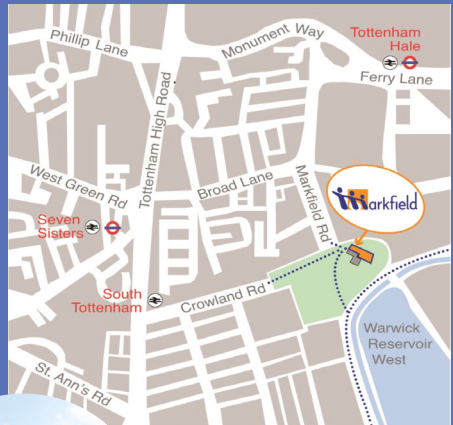 Phillip Lane
Monument Way
Tottenham
Hale
Ferry Lane
Tottenham High Road
West Green Rd
Broad Lane
Markfield Rd
Markfield
Seven
Sisters
South
Tottenham
Crowland Rd
Warwick
Reservoir
West
St. Ann's Rd